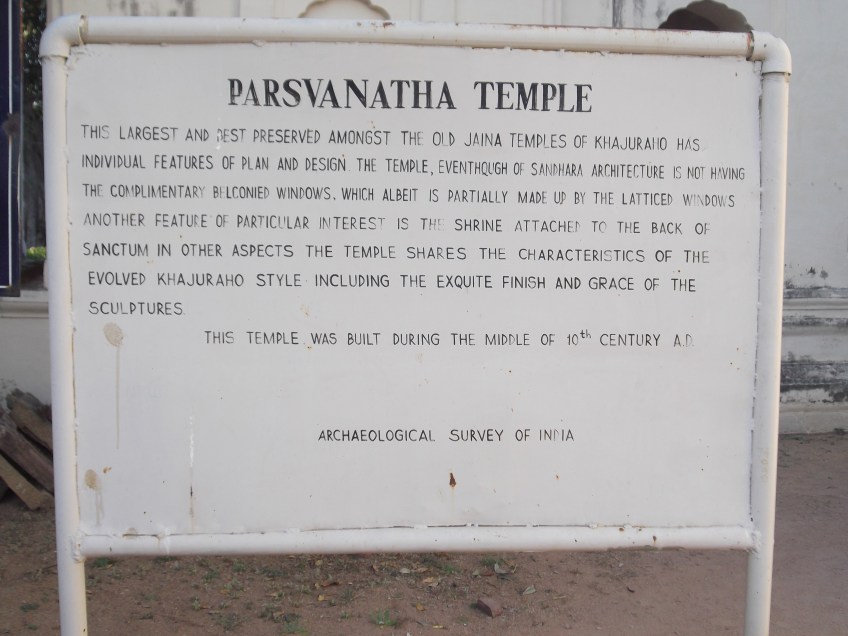 PARSVANATHA TEMPLE
THIS LARGEST AND BEST PRESERVED AMONGST THE OLD JAINA TEMPLES OF KHAJURAHO HAS
INDIVIDUAL FEATURES OF PLAN AND DESIGN. THE TEMPLE, EVENTHOUGH OF SANDHARA ARCHITECTURE IS NOT HAVING
THE COMPLIMENTARY BELCONIED WINDOWS. WHICH ALBEIT IS PARTIALLY MADE UP BY THE LATTICED WINDOWS
ANOTHER FEATURE OF PARTICULAR INTEREST IS THE SHRINE ATTACHED TO THE BACK OF
SANCTUM IN OTHER ASPECTS THE TEMPLE SHARES THE CHARACTERISTICS OF THE
EVOLVED KHAJURAHO STYLE INCLUDING THE EXQUITE FINISH AND GRACE OF THE
SCULPTURES.
THIS TEMPLE WAS BUILT DURING THE MIDDLE OF 10th CENTURY A.D.
ARCHAEOLOGICAL SURVEY OF INDIA